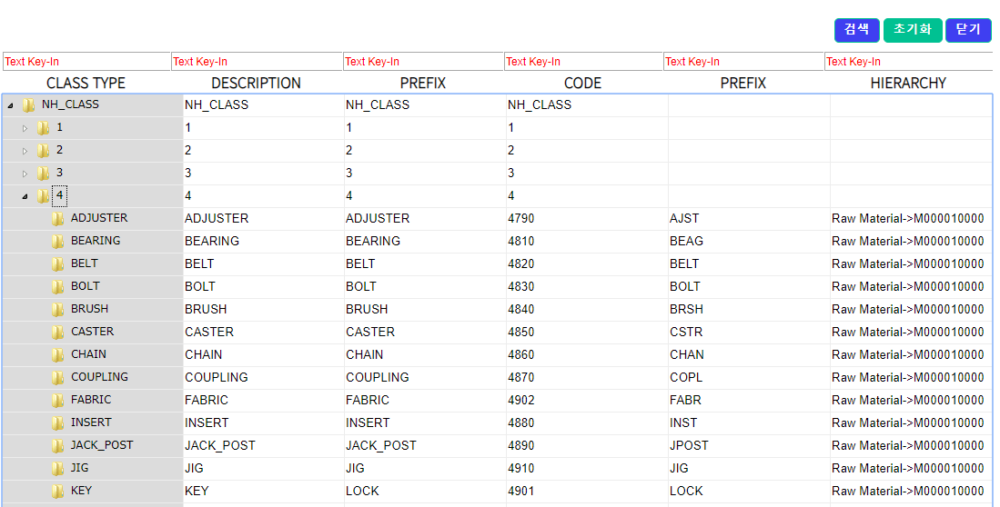 검색 초기화 닫기
Text Key-In Text Key-In Text Key-In Text Key-In Text Key-In Text Key-In
CLASS TYPE DESCRIPTION PREFIX CODE PREFIX HIERARCHY
NH_CLASS NH_CLASS NH_CLASS NH_CLASS
1 1 1 1
2 2 2 2
3 3 3 3
4 4 4 4
ADJUSTER ADJUSTER ADJUSTER 4790 AJST Raw Material->M000010000
BEARING BEARING BEARING 4810 BEAG Raw Material->M000010000
BELT BELT BELT 4820 BELT Raw Material->M000010000
BOLT BOLT BOLT 4830 BOLT Raw Material->M000010000
BRUSH BRUSH BRUSH 4840 BRSH Raw Material->M000010000
CASTER CASTER CASTER 4850 CSTR Raw Material->M000010000
CHAIN CHAIN CHAIN 4860 CHAN Raw Material->M000010000
COUPLING COUPLING COUPLING 4870 COPL Raw Material->M000010000
FABRIC FABRIC FABRIC 4902 FABR Raw Material->M000010000
INSERT INSERT INSERT 4880 INST Raw Material->M000010000
JACK_POST JACK_POST JACK_POST 4890 JPOST Raw Material->M000010000
JIG JIG JIG 4910 JIG Raw Material->M000010000
KEY KEY LOCK 4901 LOCK Raw Material->M000010000